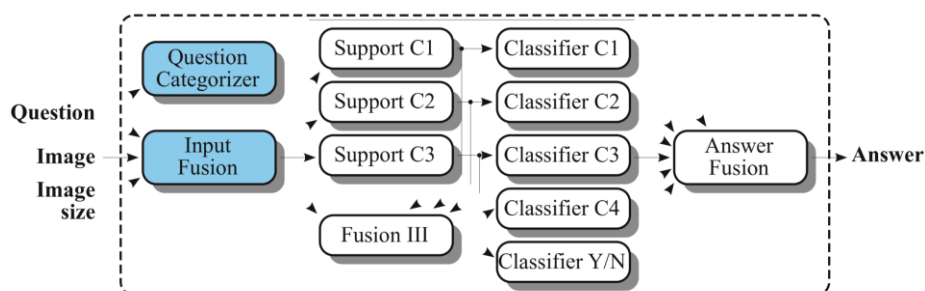 Question
Image
Image
size
Question
Categorizer
Input
Fusion
Support C1
Support C2
Support C3
Fusion III
Classifier C1
Classifier C2
Classifier C3
Classifier C4
Classifier Y/N
Answer
Fusion
Answer